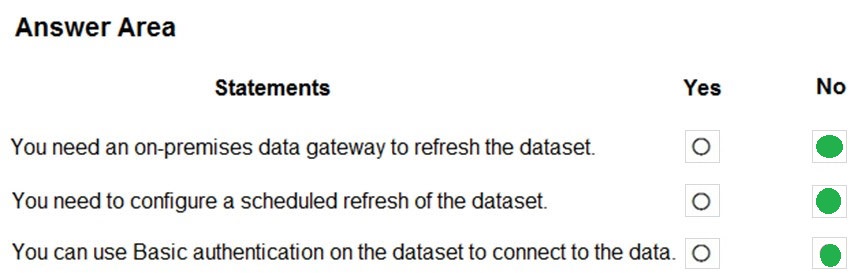 Answer Area
Statements Yes No
You need an on-premises data gateway to refresh the dataset.
You need to configure a scheduled refresh of the dataset.
You can use Basic authentication on the dataset to connect to the data.